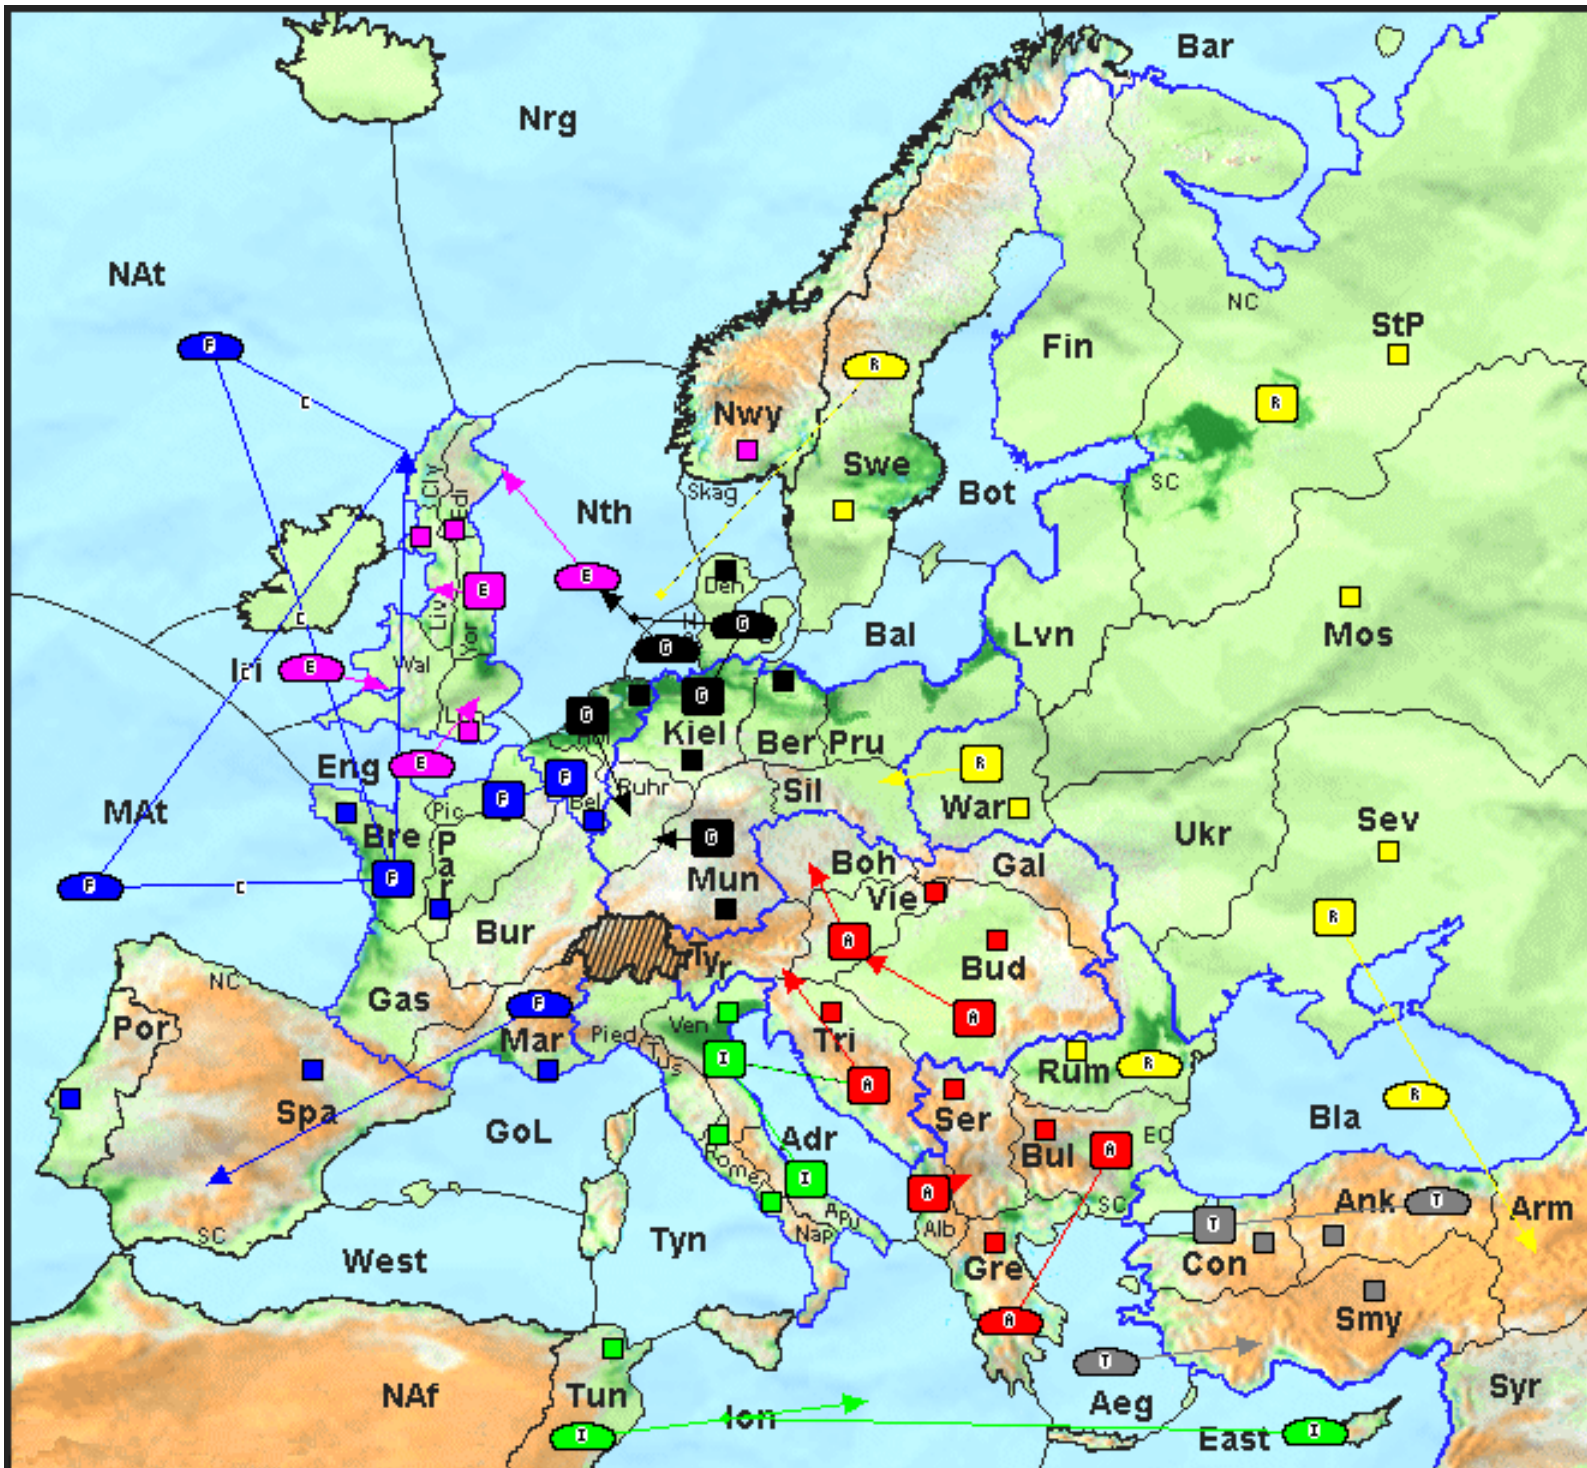 Bar
Nrg
NAt
NC
StP
F
Fin
C
R
R
Nwy
Swe
Cly
Edi
SC
Skag
Bot
Nth
E
Den
E
Mos
C
Liv
Yor
H
G
Bal
Lvn
G
Wal
E
Iri
C
G
G
Lon
Kiel
Ber
Pru
Hol
Eng
E
R
F
Ruhr
Sil
War
MAt
F
Pic
Bel
Sev
Bre
Par
G
Boh
Gal
Ukr
F
C
F
Mun
Vie
R
Bur
A
Tyr
Bud
NC
Gas
F
Por
A
Ven
Tri
Mar
Pied
Tus
I
Rum
R
A
Ser
R
Spa
GoL
Bla
Adr
Bul
A
EC
Rome
I
A
Ank
T
Arm
SC
Apu
Alb
SC
T
Nap
Tyn
West
Con
Gre
Smy
A
T
NAf
Tun
Syr
Aeg
Ion
I
East
I